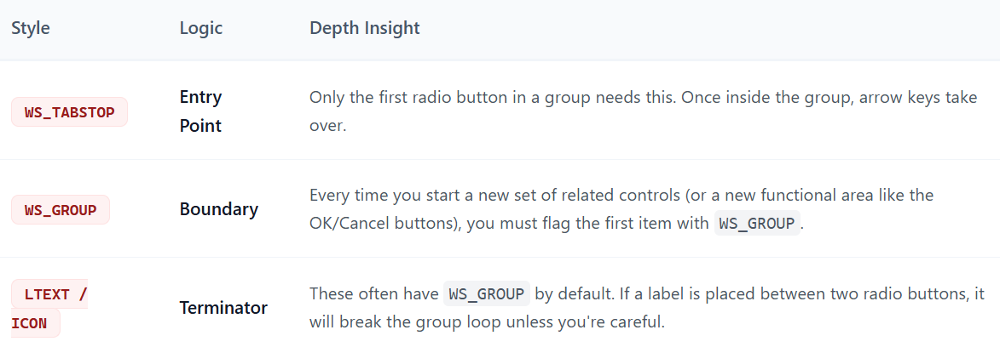 Style Logic Depth Insight
WS_TABSTOP
Entry
Point
Only the first radio button in a group needs this. Once inside the group, arrow keys take
over.
WS_GROUP
Boundary
Every time you start a new set of related controls (or a new functional area like the
OK/Cancel buttons), you must flag the first item with WS_GROUP.
LTEXT /
ICON
Terminator
These often have WS_GROUP by default. If a label is placed between two radio buttons, it
will break the group loop unless you're careful.